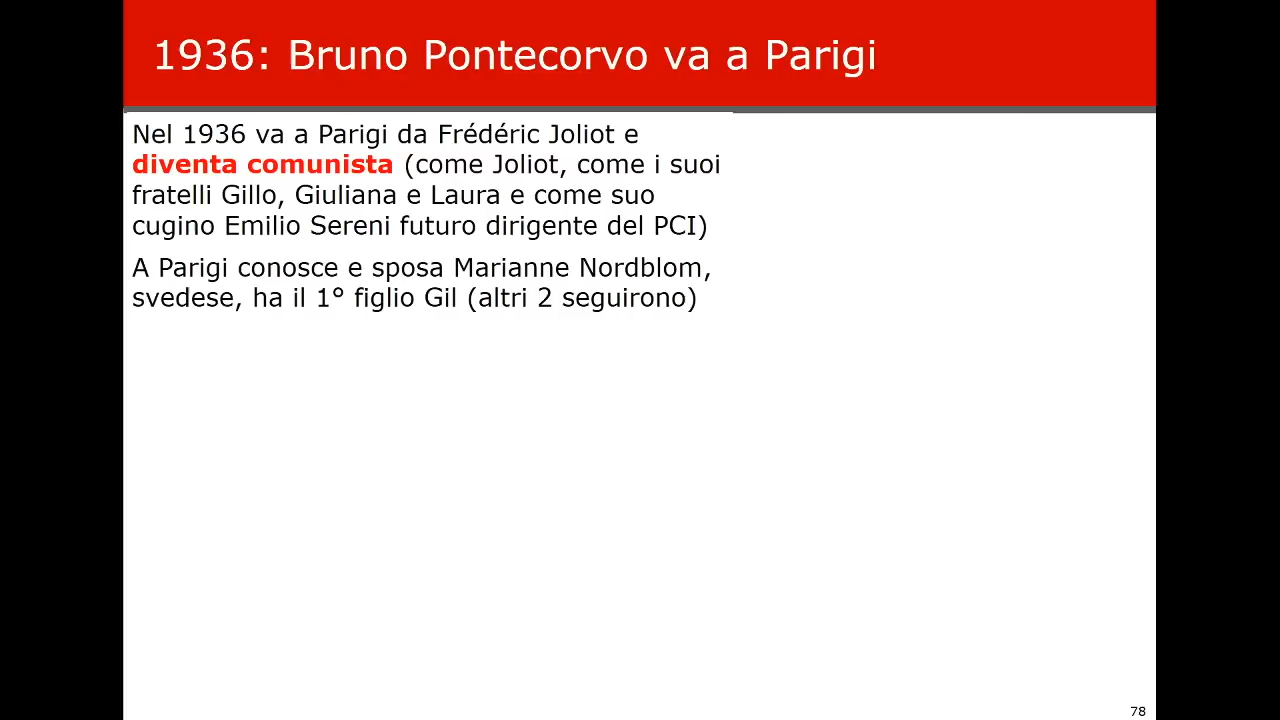 1936: Bruno Pontecorvo va a Parigi
Nel 1936 va a Parigi da Frédéric Joliot e
diventa comunista (come Joliot, come i suoi
fratelli Gillo, Giuliana e Laura e come suo
cugino Emilio Sereni futuro dirigente del PCI)
A Parigi conosce e sposa Marianne Nordblom,
svedese, ha il 1° figlio Gil (altri 2 seguirono)
78